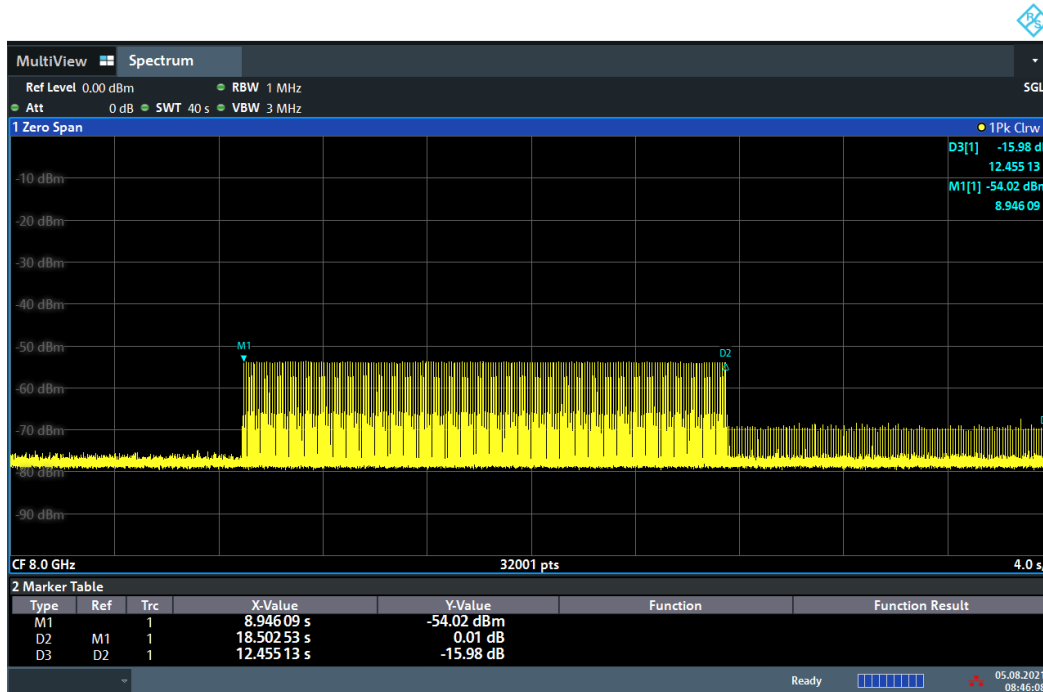 R&S
MultiView Spectrum
Ref Level 0.00 dBm RBW 1 MHz SGL
Att 0 dB SWT 40 s VBW 3 MHz
1 Zero Span 1Pk Clrw
D3[1] -15.98 d
12.455 13
M1[1] -54.02 dBm
8.946 09
-10 dBm
-20 dBm
-30 dBm
-40 dBm
-50 dBm
M1
D2
-60 dBm
-70 dBm
-80 dBm
-90 dBm
CF 8.0 GHz 32001 pts 4.0 s/
2 Marker Table
Type Ref Trc X-Value Y-Value Function Function Result
M1 1 8.946 09 s -54.02 dBm
D2 M1 1 18.502 53 s 0.01 dB
D3 D2 1 12.455 13 s -15.98 dB
Ready 05.08.2021
08:46:08